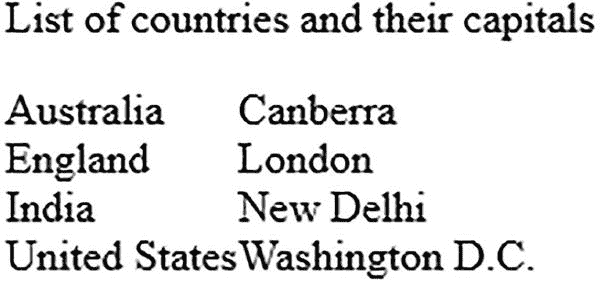 List of countries and their capitals
Australia Canberra
England London
India New Delhi
United States Washington D.C.